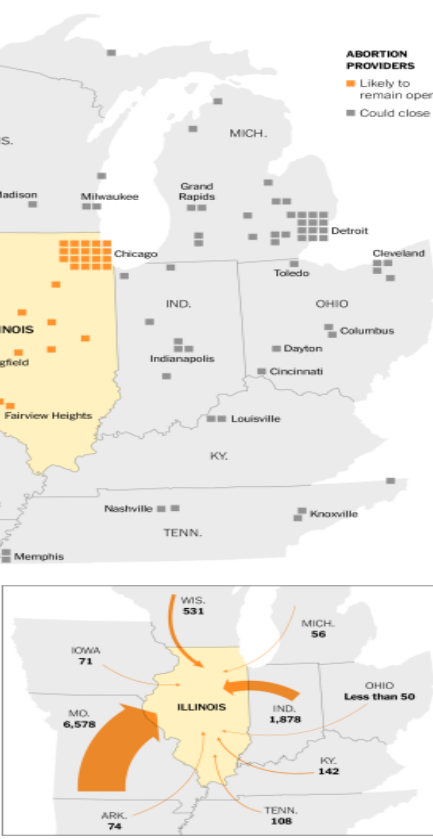 ABORTION
PROVIDERS
Likely to
remain oper
Could close
MICH.
S.
adison
Milwaukee
Grand
Rapids
Detroit
Chicago
Cleveland
Toledo
IND.
OHIO
INOIS
Columbus
gfield
Indianapolis
Dayton
Cincinnati
Fairview Heights
Louisville
KY.
Nashville
Knoxville
TENN.
Memphis
WIS.
531
MICH.
56
IOWA
71
OHIO
Less than 50
ILLINOIS
MO.
6,578
IND.
1,878
KY.
142
ARK.
74
TENN.
108